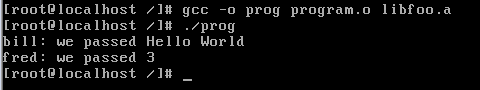 [root@localhost /]# gcc -o prog program.o libfoo.a
[root@localhost /]# ./prog
bill: we passed Hello World
fred: we passed 3
[root@localhost /]# _